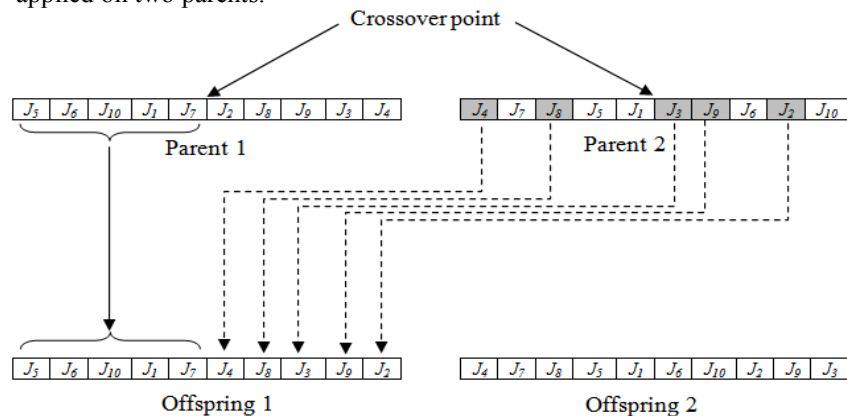 applied on two parents.
Crossover point
J5 J6 J10 J1 J7 J2 J8 J9 J3 J4
J4 J7 J8 J5 J1 J3 J9 J6 J2 J10
Parent 1
Parent 2
J5 J6 J10 J1 J7 J4 J8 J3 J9 J2
J4 J7 J8 J5 J1 J6 J10 J2 J9 J3
Offspring 1
Offspring 2